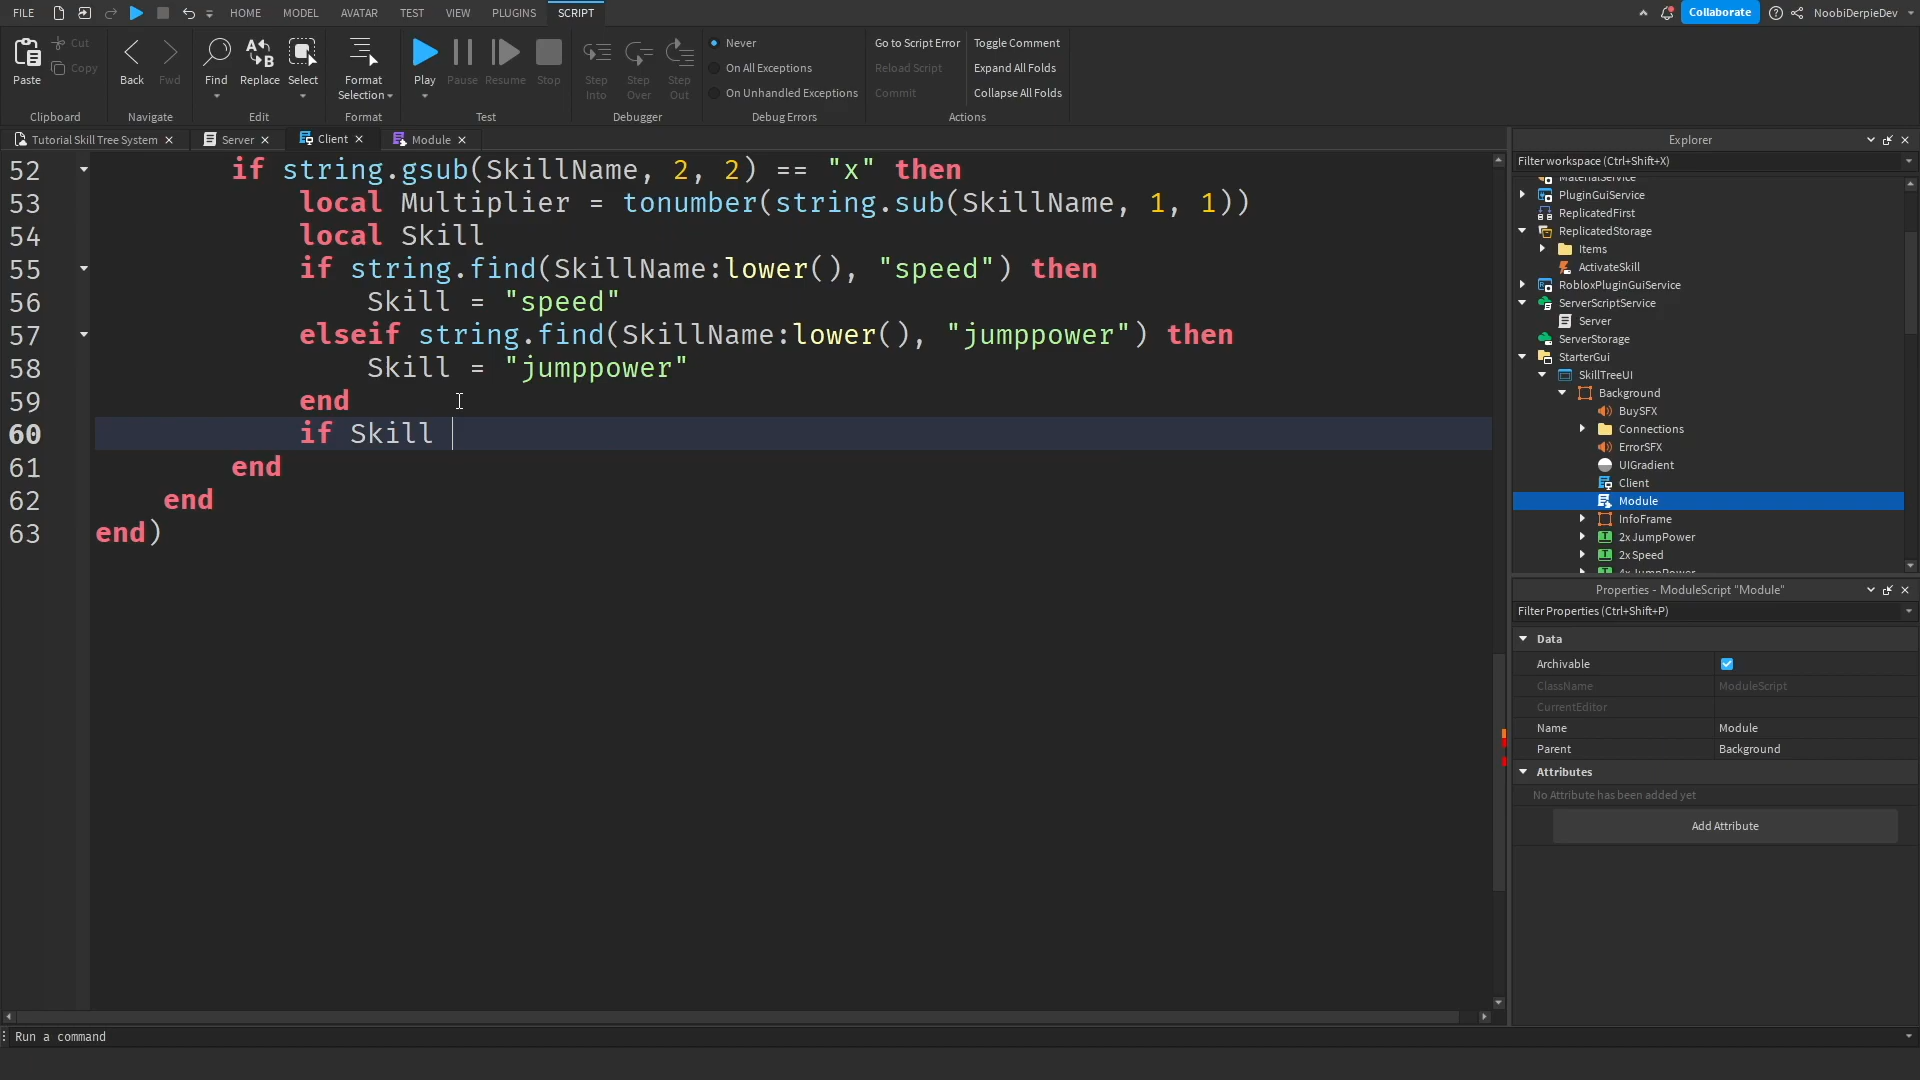 FILE HOME MODEL AVATAR TEST VIEW PLUGINS SCRIPT Collaborate NoobiDerpieDev
Paste Cut Copy Back Fwd Find Replace Select Format Selection Play Pause Resume Stop Step Into Step Over Step Out
Never Go to Script Error Toggle Comment
On All Exceptions Reload Script Expand All Folds
On Unhandled Exceptions Commit Collapse All Folds
Clipboard Navigate Edit Format Test Debugger Debug Errors Actions
Tutorial Skill Tree System Server Client Module
52 if string.gsub(SkillName, 2, 2) == "x" then
53 local Multiplier = tonumber(string.sub(SkillName, 1, 1))
54 local Skill
55 if string.find(SkillName:lower(), "speed") then
56 Skill = "speed"
57 elseif string.find(SkillName:lower(), "jumppower") then
58 Skill = "jumppower"
59 end
60 if Skill
61 end
62 end
63 end)
Explorer
Filter workspace (Ctrl+Shift+X)
MaterialService
PluginGuiService
ReplicatedFirst
ReplicatedStorage
Items
ActivateSkill
RobloxPluginGuiService
ServerScriptService
Server
ServerStorage
StarterGui
SkillTreeUI
Background
BuySFX
Connections
ErrorSFX
UIGradient
Client
Module
InfoFrame
2xJumpPower
2xSpeed
4xJumpPower
Properties - ModuleScript "Module"
Filter Properties (Ctrl+Shift+P)
Data
Archivable
ClassName ModuleScript
CurrentEditor
Name Module
Parent Background
Attributes
No Attribute has been added yet
Add Attribute
Run a command